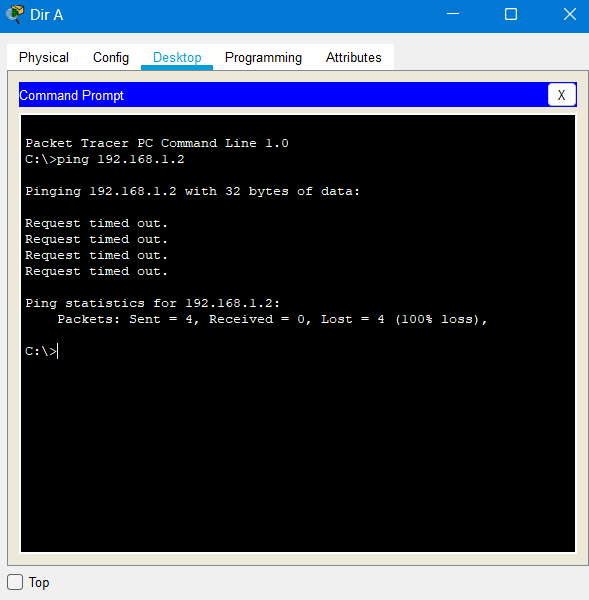 Dir A
Physical Config Desktop Programming Attributes
Command Prompt X
Packet Tracer PC Command Line 1.0
C:\>ping 192.168.1.2
Pinging 192.168.1.2 with 32 bytes of data:
Request timed out.
Request timed out.
Request timed out.
Request timed out.
Ping statistics for 192.168.1.2:
    Packets: Sent = 4, Received = 0, Lost = 4 (100% loss),
C:\>
Top